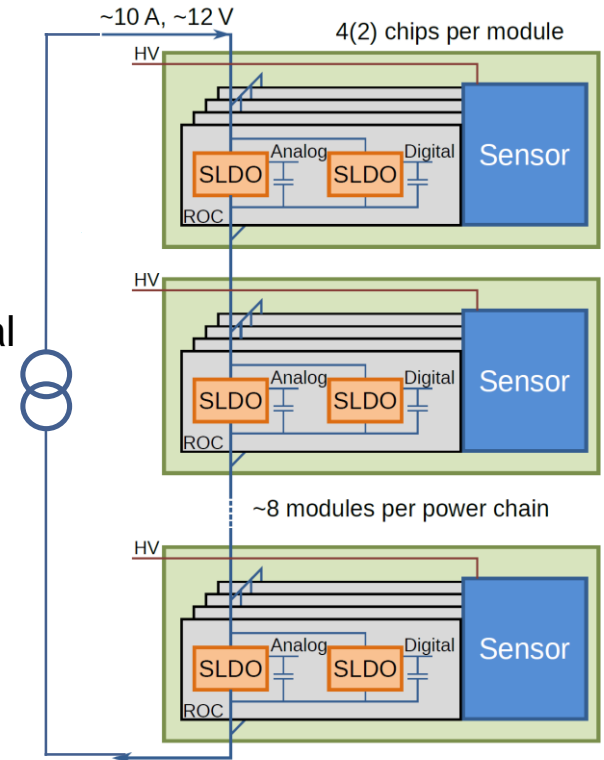 ~10 A, ~12 V
4(2) chips per module
HV
Analog
Digital
SLDO
SLDO
Sensor
ROC
HV
al
Analog
Digital
SLDO
SLDO
Sensor
ROC
~8 modules per power chain
HV
Analog
Digital
SLDO
SLDO
Sensor
ROC